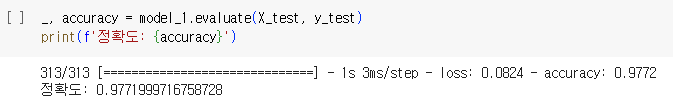 [ ] _, accuracy = model_1.evaluate(X_test, y_test)
print(f'정확도: {accuracy}')
313/313 [==============================] - 1s 3ms/step - loss: 0.0824 - accuracy: 0.9772
정확도: 0.9771999716758728